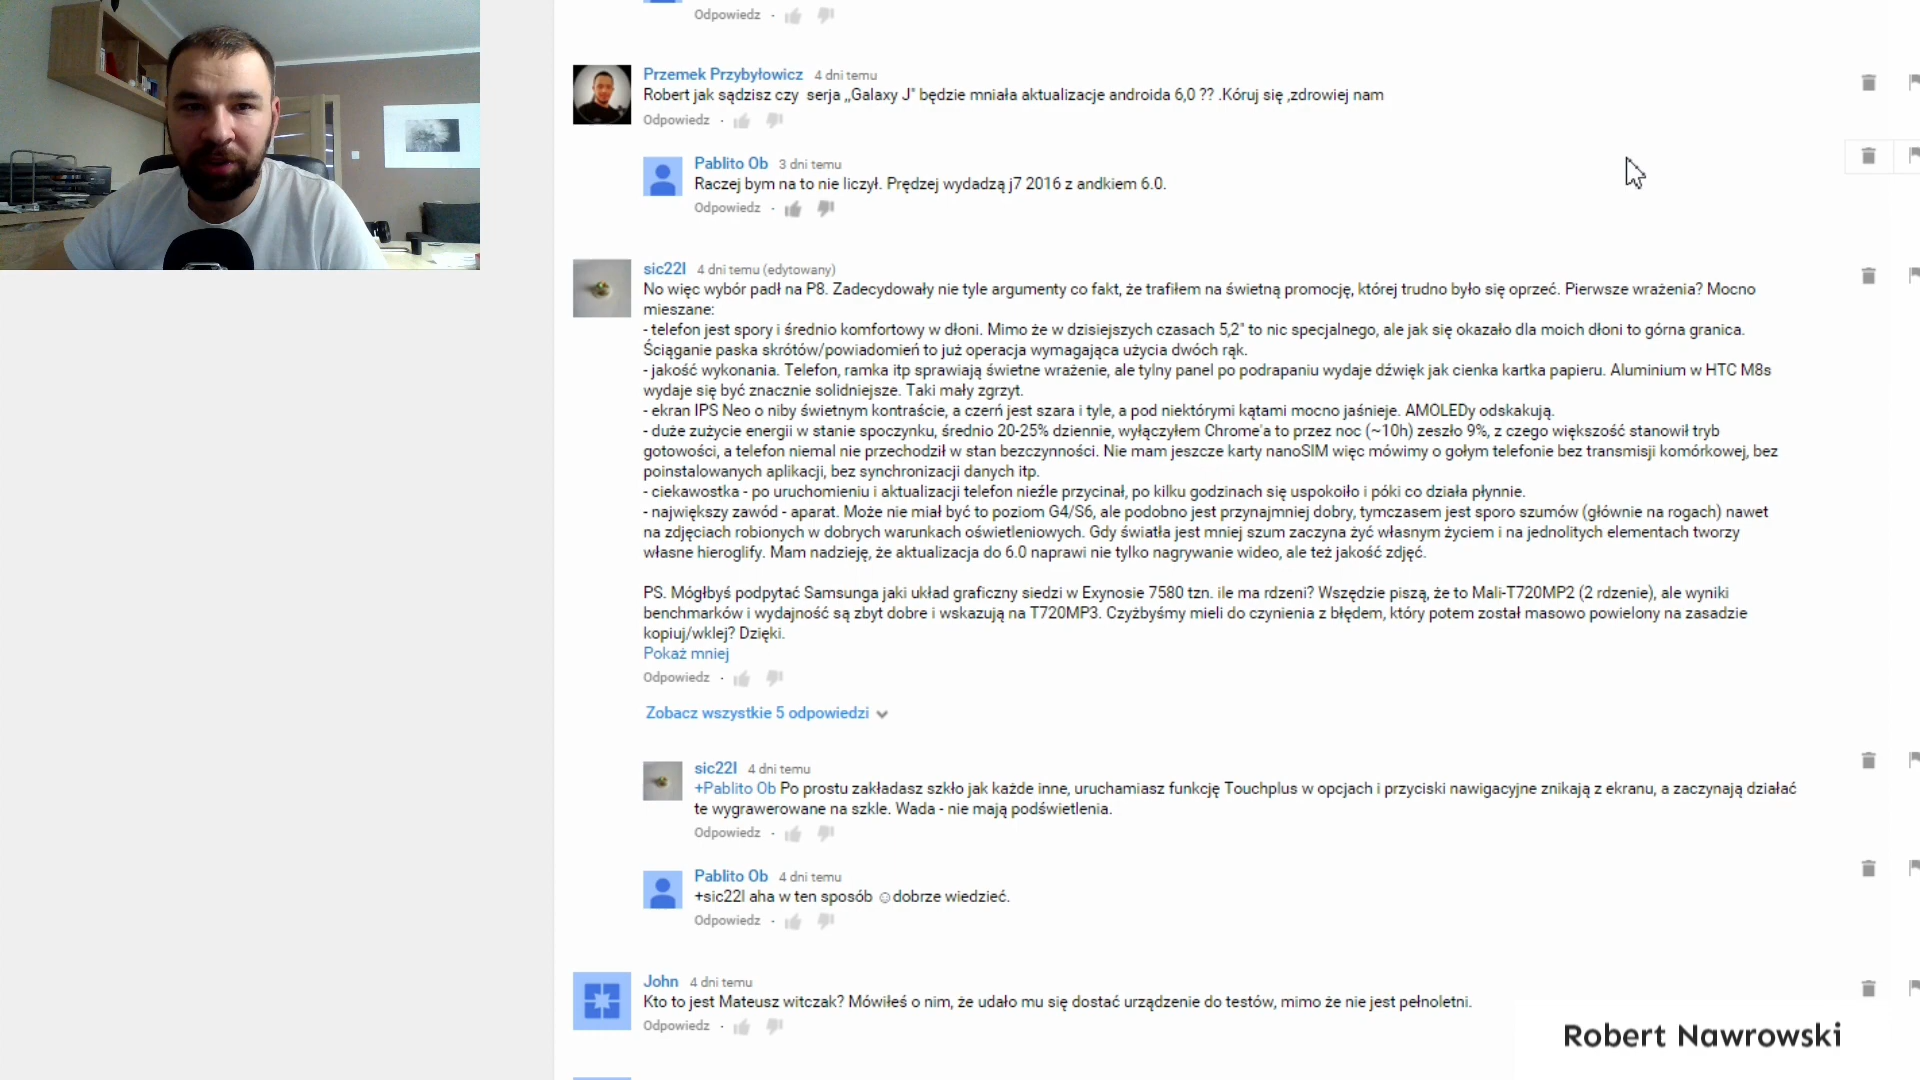 Odpowiedz ·
Przemek Przybyłowicz 4 dni temu
Robert jak sądzisz czy serja ,,Galaxy J" będzie mniała aktualizacje androida 6,0 ?? .Kóruj się ,zdrowiej nam
Odpowiedz ·
Pablito Ob 3 dni temu
Raczej bym na to nie liczył. Prędzej wydadzą j7 2016 z andkiem 6.0.
Odpowiedz ·
sic22l 4 dni temu (edytowany)
No więc wybór padł na P8. Zadecydowały nie tyle argumenty co fakt, że trafiłem na świetną promocję, której trudno było się oprzeć. Pierwsze wrażenia? Mocno
mieszane:
- telefon jest spory i średnio komfortowy w dłoni. Mimo że w dzisiejszych czasach 5,2" to nic specjalnego, ale jak się okazało dla moich dłoni to górna granica.
Ściąganie paska skrótów/powiadomień to już operacja wymagająca użycia dwóch rąk.
- jakość wykonania. Telefon, ramka itp sprawiają świetne wrażenie, ale tylny panel po podrapaniu wydaje dźwięk jak cienka kartka papieru. Aluminium w HTC M8s
wydaje się być znacznie solidniejsze. Taki mały zgrzyt.
- ekran IPS Neo o niby świetnym kontraście, a czerń jest szara i tyle, a pod niektórymi kątami mocno jaśnieje. AMOLEDy odskakują.
- duże zużycie energii w stanie spoczynku, średnio 20-25% dziennie, wyłączyłem Chrome'a to przez noc (~10h) zeszło 9%, z czego większość stanowił tryb
gotowości, a telefon niemal nie przechodził w stan bezczynności. Nie mam jeszcze karty nanoSIM więc mówimy o gołym telefonie bez transmisji komórkowej, bez
poinstalowanych aplikacji, bez synchronizacji danych itp.
- ciekawostka - po uruchomieniu i aktualizacji telefon nieźle przycinał, po kilku godzinach się uspokoiło i póki co działa płynnie.
- największy zawód - aparat. Może nie miał być to poziom G4/S6, ale podobno jest przynajmniej dobry, tymczasem jest sporo szumów (głównie na rogach) nawet
na zdjęciach robionych w dobrych warunkach oświetleniowych. Gdy światła jest mniej szum zaczyna żyć własnym życiem i na jednolitych elementach tworzy
własne hieroglify. Mam nadzieję, że aktualizacja do 6.0 naprawi nie tylko nagrywanie wideo, ale też jakość zdjęć.
PS. Mógłbyś podpytać Samsunga jaki układ graficzny siedzi w Exynosie 7580 tzn. ile ma rdzeni? Wszędzie piszą, że to Mali-T720MP2 (2 rdzenie), ale wyniki
benchmarków i wydajność są zbyt dobre i wskazują na T720MP3. Czyżbyśmy mieli do czynienia z błędem, który potem został masowo powielony na zasadzie
kopiuj/wklej? Dzięki.
Pokaż mniej
Odpowiedz ·
Zobacz wszystkie 5 odpowiedzi
sic22l 4 dni temu
+Pablito Ob Po prostu zakładasz szkło jak każde inne, uruchamiasz funkcję Touchplus w opcjach i przyciski nawigacyjne znikają z ekranu, a zaczynają działać
te wygrawerowane na szkle. Wada - nie mają podświetlenia.
Odpowiedz ·
Pablito Ob 4 dni temu
+sic22l aha w ten sposób ☺dobrze wiedzieć.
Odpowiedz ·
John 4 dni temu
Kto to jest Mateusz witczak? Mówiłeś o nim, że udało mu się dostać urządzenie do testów, mimo że nie jest pełnoletni.
Odpowiedz ·
Robert Nawrowski